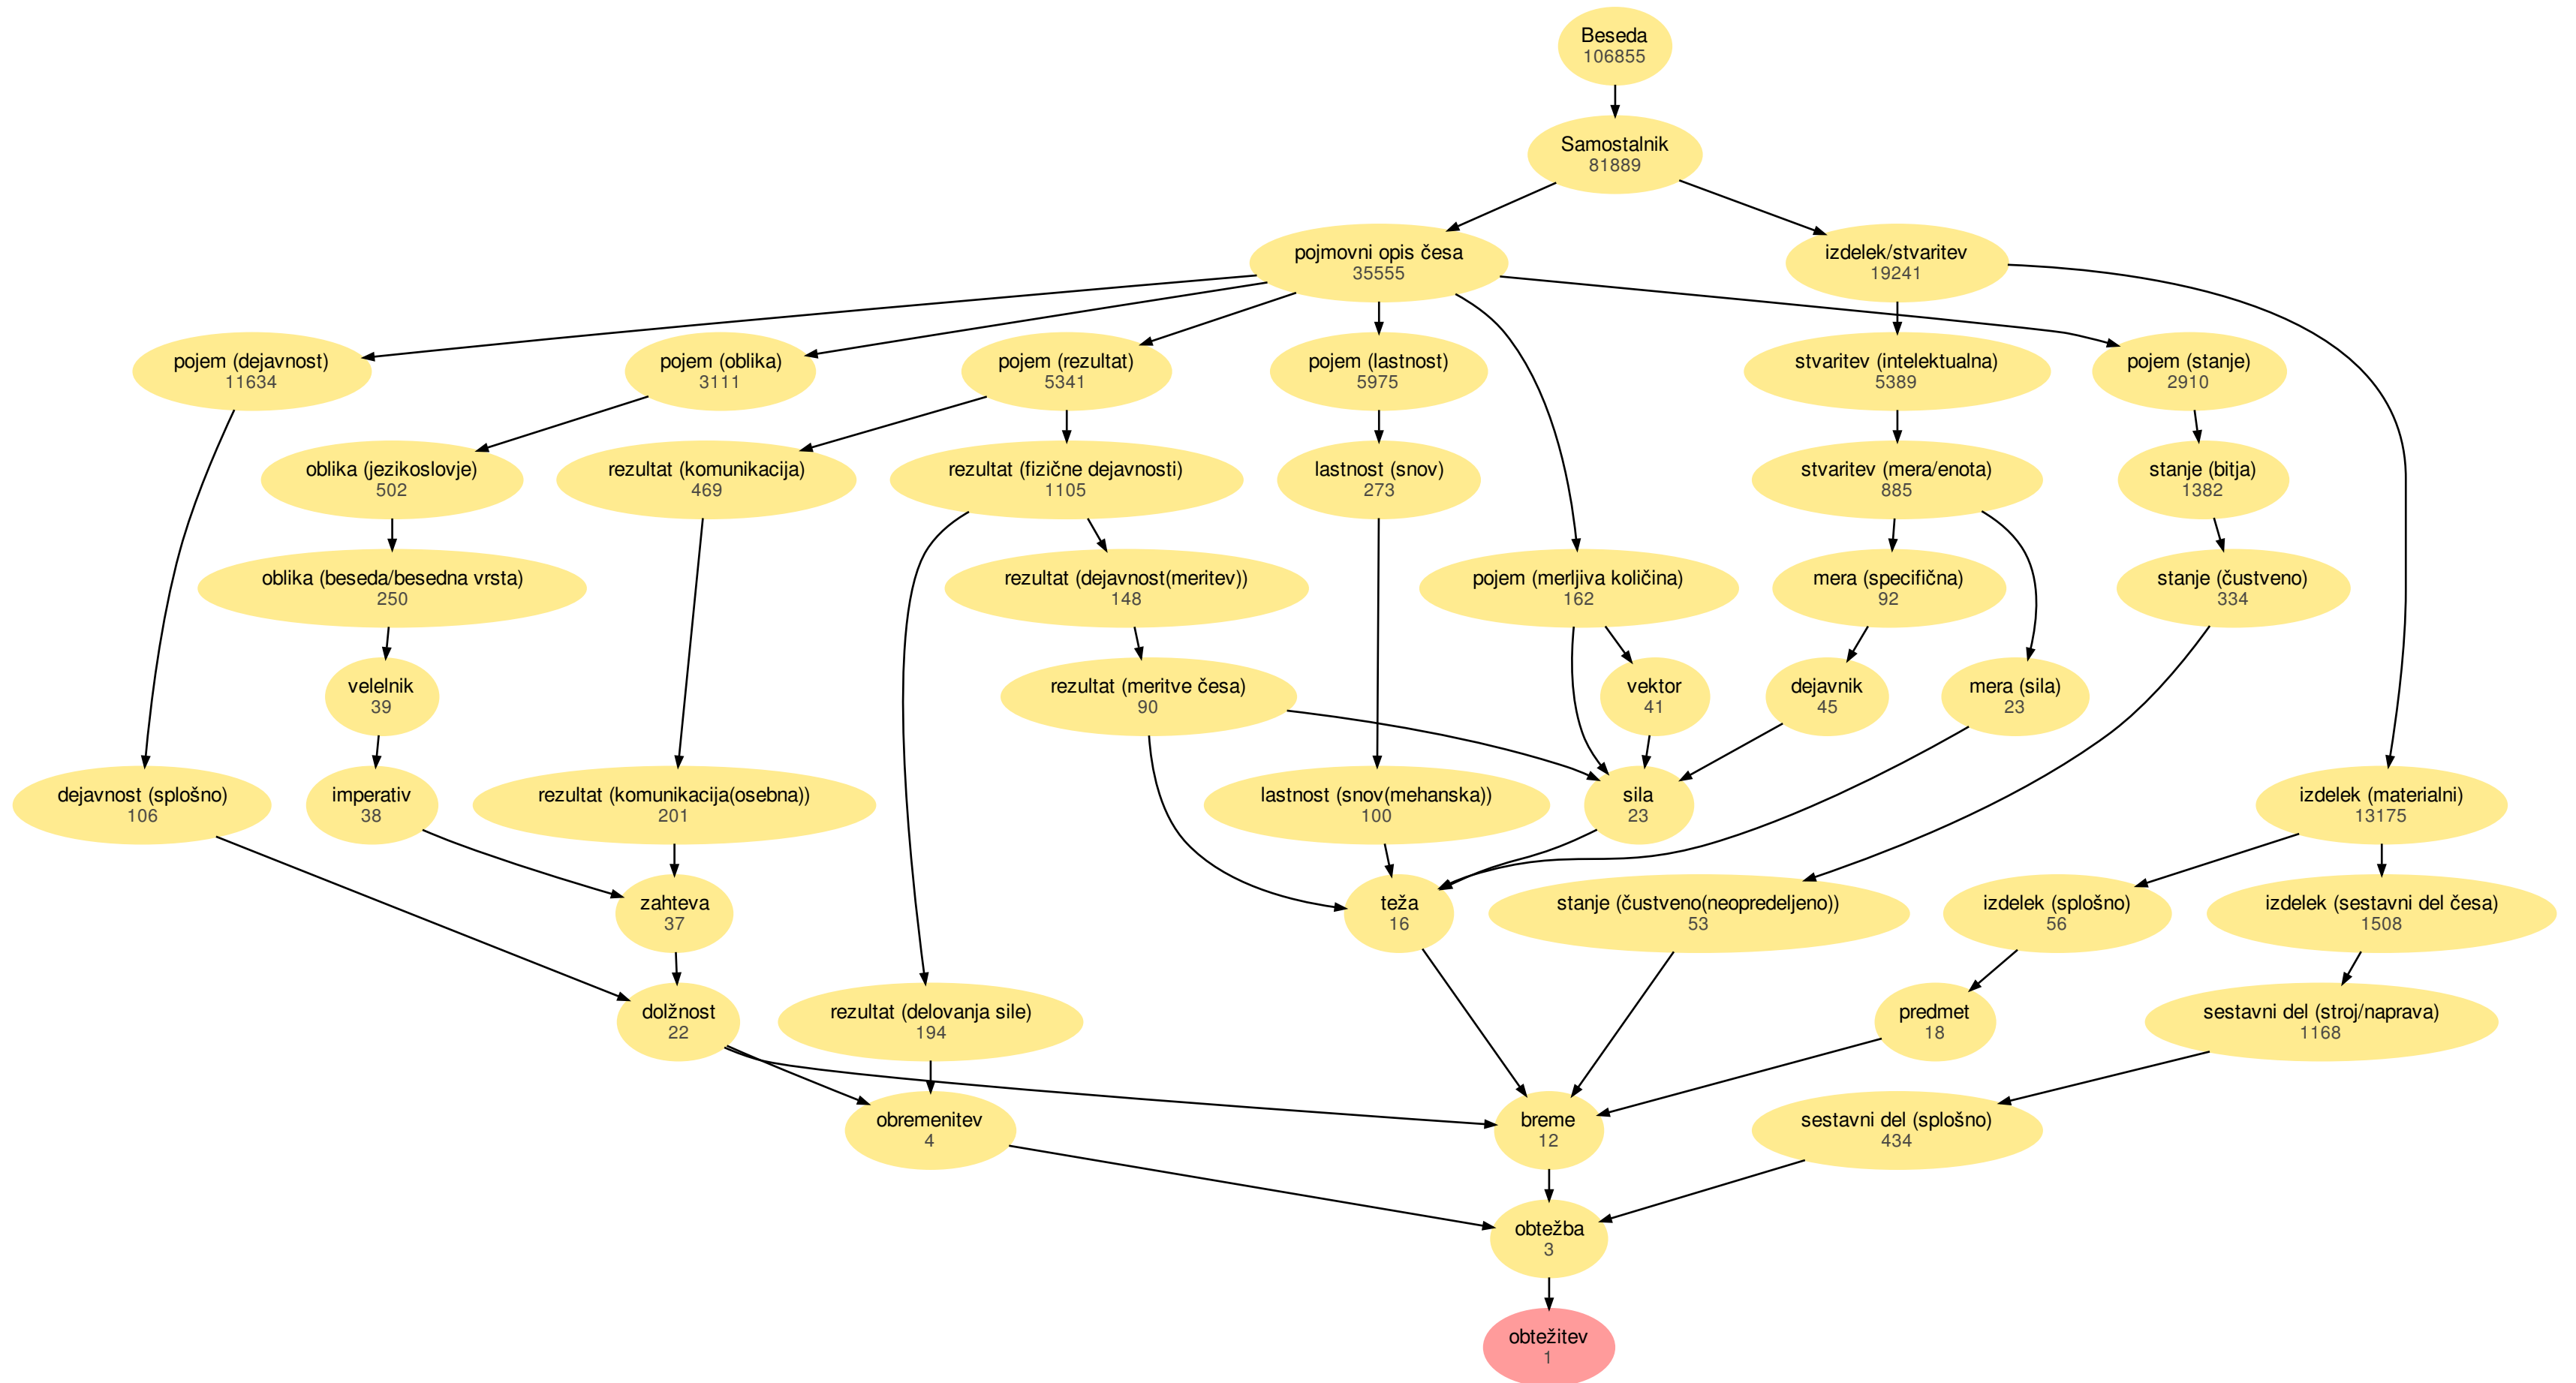 Beseda
106855
Samostalnik
81889
pojmovni opis česa
35555
izdelek/stvaritev
19241
pojem (dejavnost)
11634
pojem (oblika)
3111
pojem (rezultat)
5341
pojem (lastnost)
5975
stvaritev (intelektualna)
5389
pojem (stanje)
2910
oblika (jezikoslovje)
502
rezultat (komunikacija)
469
rezultat (fizične dejavnosti)
1105
lastnost (snov)
273
stvaritev (mera/enota)
885
stanje (bitja)
1382
oblika (beseda/besedna vrsta)
250
rezultat (dejavnost(meritev))
148
pojem (merljiva količina)
162
mera (specifična)
92
stanje (čustveno)
334
velelnik
39
rezultat (meritve česa)
90
vektor
41
dejavnik
45
mera (sila)
23
dejavnost (splošno)
106
imperativ
38
rezultat (komunikacija(osebna))
201
lastnost (snov(mehanska))
100
sila
23
izdelek (materialni)
13175
zahteva
37
teža
16
stanje (čustveno(neopredeljeno))
53
izdelek (splošno)
56
izdelek (sestavni del česa)
1508
dolžnost
22
rezultat (delovanja sile)
194
predmet
18
sestavni del (stroj/naprava)
1168
obremenitev
4
breme
12
sestavni del (splošno)
434
obtežba
3
obtežitev
1